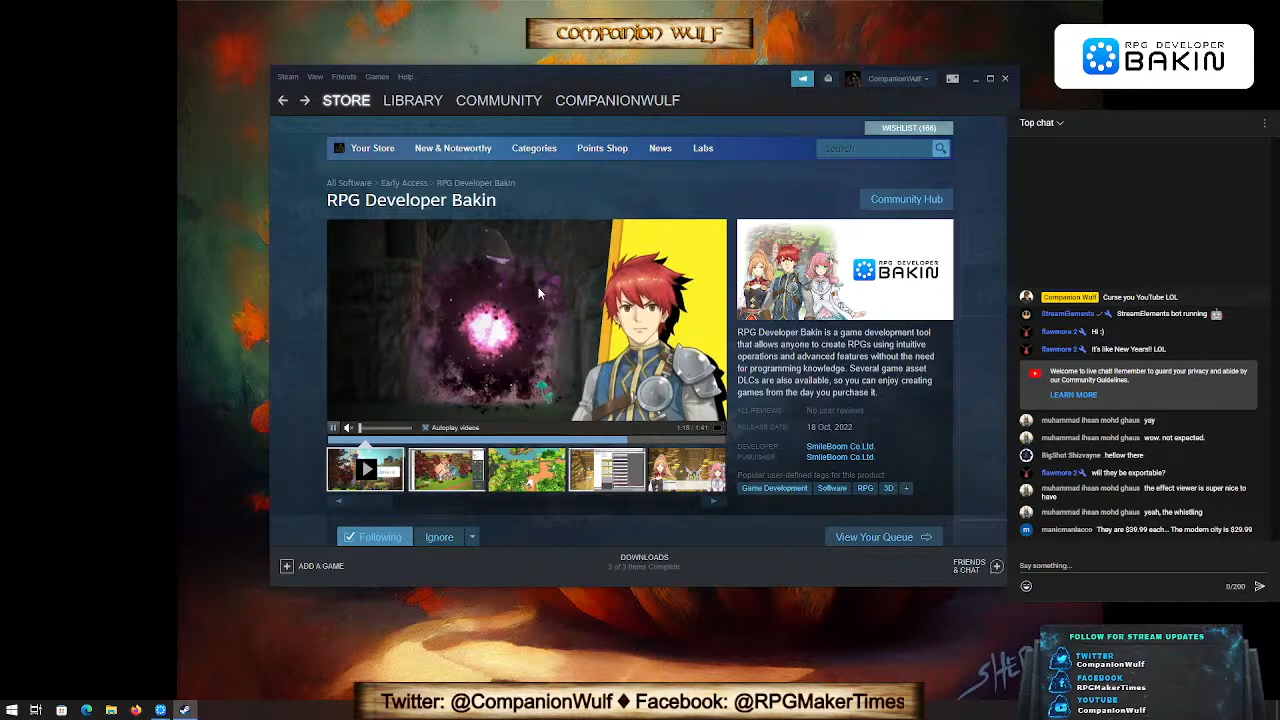 COMPANION WULF
RPG DEVELOPER
BAKIN
Steam View Friends Games Help
CompanionWulf
STORE LIBRARY COMMUNITY COMPANIONWULF
Top chat
WISHLIST (166)
Your Store New & Noteworthy Categories Points Shop News Labs
Search
All Software > Early Access > RPG Developer Bakin
RPG Developer Bakin
Community Hub
RPG DEVELOPER
BAKIN
RPG Developer Bakin is a game development tool
that allows anyone to create RPGs using intuitive
operations and advanced features without the need
for programming knowledge. Several game asset
DLCs are also available, so you can enjoy creating
games from the day you purchase it.
ALL REVIEWS: No user reviews
RELEASE DATE: 18 Oct, 2022
DEVELOPER: SmileBoom Co.Ltd.
PUBLISHER: SmileBoom Co.Ltd.
Popular user-defined tags for this product:
Game Development Software RPG 3D +
Autoplay videos
1:16 / 1:41
Following Ignore
View Your Queue
ADD A GAME
DOWNLOADS
3 of 3 Items Complete
FRIENDS
& CHAT
Companion Wulf Curse you YouTube LOL
StreamElements StreamElements bot running
flawmore 2 Hi :)
flawmore 2 It's like New Years!! LOL
Welcome to live chat! Remember to guard your privacy and abide by
our Community Guidelines.
LEARN MORE
muhammad ihsan mohd ghaus yay
muhammad ihsan mohd ghaus wow. not expected.
BigShot Shizvayne hellow there
flawmore 2 will they be exportable?
muhammad ihsan mohd ghaus the effect viewer is super nice to
have
muhammad ihsan mohd ghaus yeah, the whistling
m manicmaniacco They are $39.99 each... The modern city is $29.99
Say something...
0/200
FOLLOW FOR STREAM UPDATES
TWITTER
CompanionWulf
FACEBOOK
RPGMakerTimes
YOUTUBE
CompanionWulf
Twitter: @CompanionWulf ♦ Facebook: @RPGMakerTimes